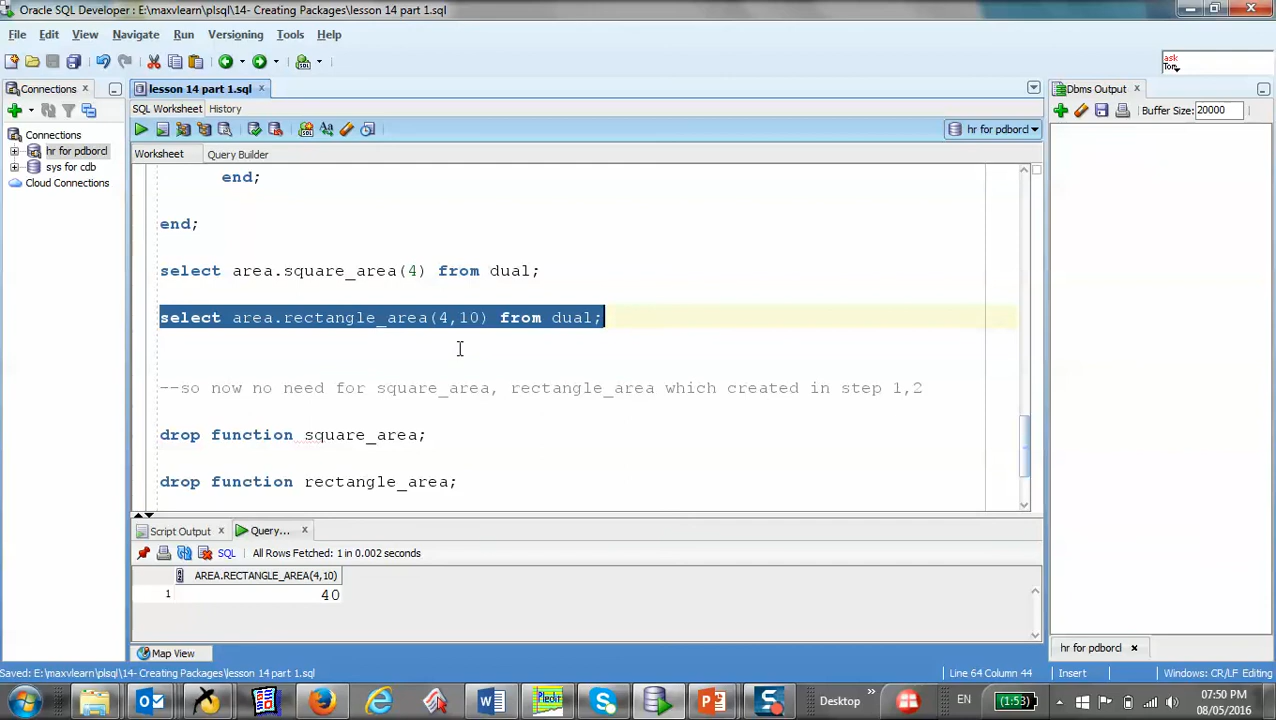 Oracle SQL Developer : E:\maxvlearn\plsql\14- Creating Packages\lesson 14 part 1.sql
File Edit View Navigate Run Versioning Tools Help
ask
Tom
Connections
lesson 14 part 1.sql
Dbms Output
SQL Worksheet History
Buffer Size: 20000
Connections
hr for pdborcl
sys for cdb
Cloud Connections
hr for pdborcl
Worksheet Query Builder
end;
end;
select area.square_area(4) from dual;
select area.rectangle_area(4,10) from dual;
--so now no need for square_area, rectangle_area which created in step 1,2
drop function square_area;
drop function rectangle_area;
Script Output Query...
SQL All Rows Fetched: 1 in 0.002 seconds
AREA.RECTANGLE_AREA(4,10)
1 40
Map View
hr for pdborcl
Saved: E:\maxvlearn\plsql\14- Creating Packages\lesson 14 part 1.sql
Line 64 Column 44 Insert Windows: CR/LF Editing
Desktop » EN (1:53) 07:50 PM
08/05/2016